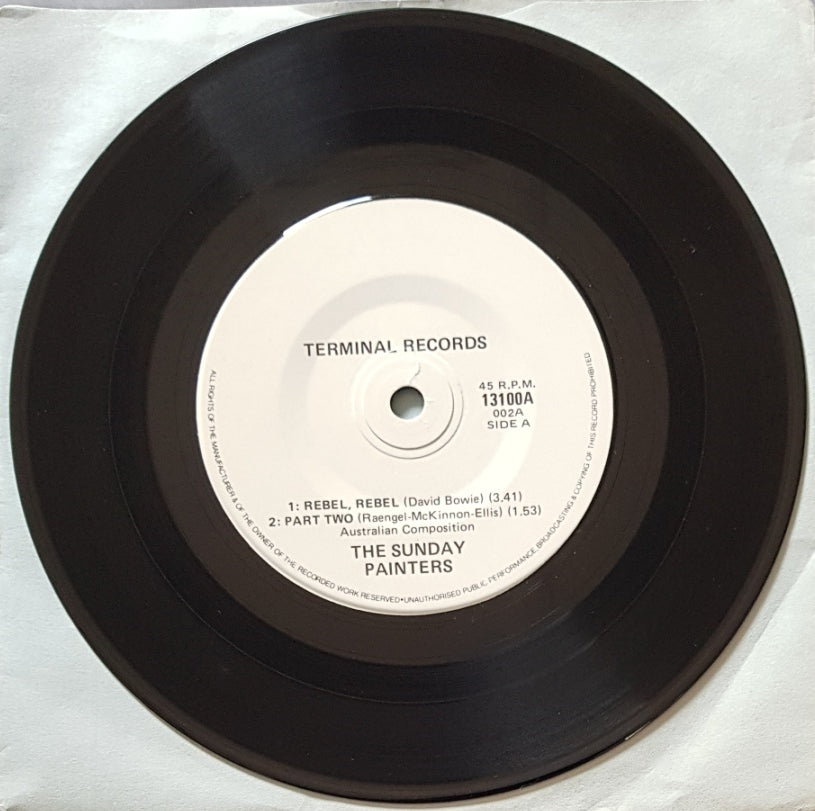 TERMINAL RECORDS
45 R.P.M.
13100A
002A
SIDE A
1: REBEL, REBEL (David Bowie) (3.41)
2: PART TWO (Raengel-McKinnon-Ellis) (1.53)
Australian Composition
THE SUNDAY
PAINTERS
ALL RIGHTS OF THE MANUFACTURER & OF THE OWNER OF THE RECORDED WORK RESERVED•UNAUTHORISED PUBLIC PERFORMANCE BROADCASTING & COPYING OF THIS RECORD PROHIBITED